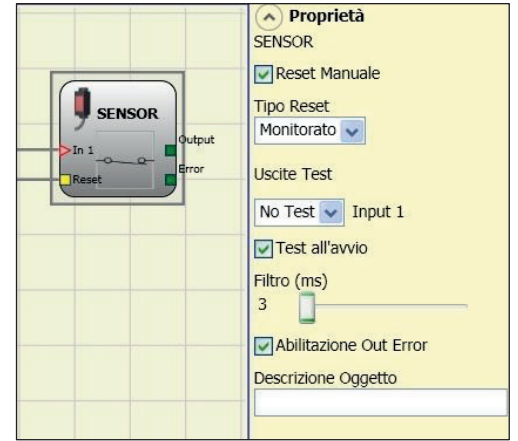 SENSOR
In 1
Output
Reset
Error
Proprietà
SENSOR
Reset Manuale
Tipo Reset
Monitorato
Uscite Test
No Test Input 1
Test all'avvio
Filtro (ms)
3
Abilitazione Out Error
Descrizione Oggetto